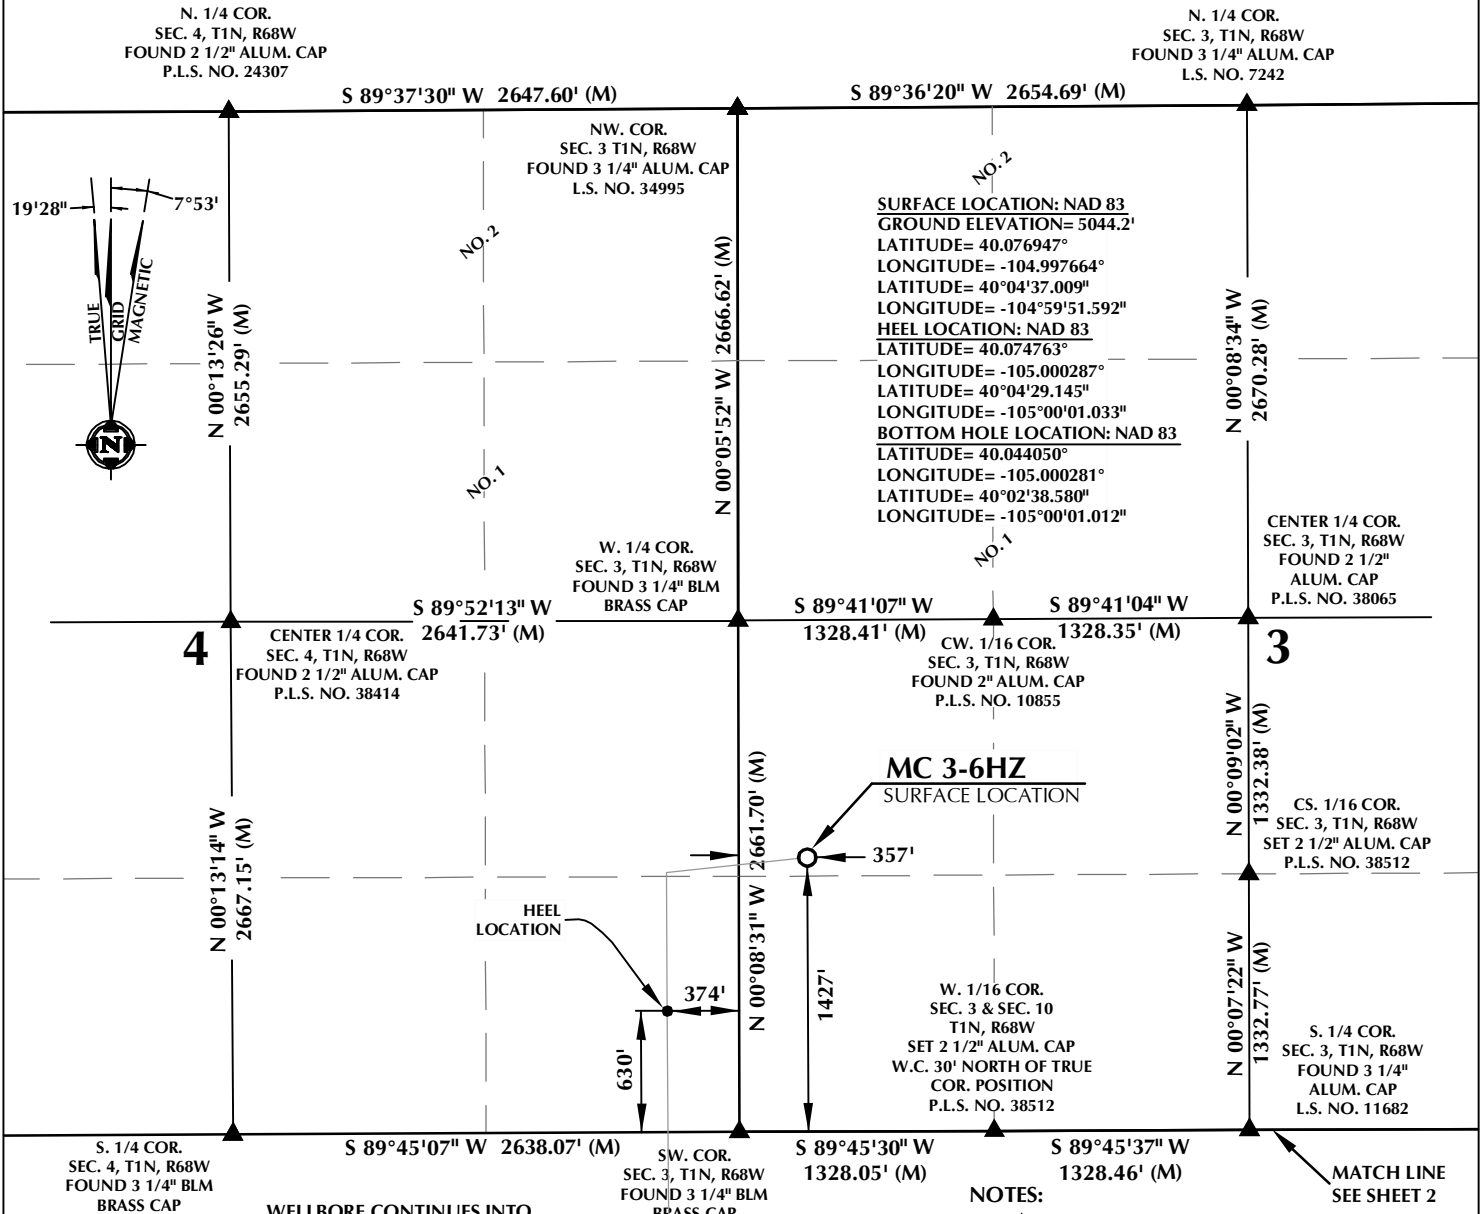 N. 1/4 COR.
SEC. 4, T1N, R68W
FOUND 2 1/2" ALUM. CAP
P.L.S. NO. 24307
N. 1/4 COR.
SEC. 3, T1N, R68W
FOUND 3 1/4" ALUM. CAP
L.S. NO. 7242
S 89°37'30" W 2647.60' (M)
S 89°36'20" W 2654.69' (M)
NW. COR.
SEC. 3 T1N, R68W
FOUND 3 1/4" ALUM. CAP
L.S. NO. 34995
NO. 2
NO. 2
19'28"
7°53'
TRUE
GRID
MAGNETIC
N
N 00°13'26" W
2655.29' (M)
N 00°05'52" W 2666.62' (M)
SURFACE LOCATION: NAD 83
GROUND ELEVATION= 5044.2'
LATITUDE= 40.076947°
LONGITUDE= -104.997664°
LATITUDE= 40°04'37.009"
LONGITUDE= -104°59'51.592"
HEEL LOCATION: NAD 83
LATITUDE= 40.074763°
LONGITUDE= -105.000287°
LATITUDE= 40°04'29.145"
LONGITUDE= -105°00'01.033"
BOTTOM HOLE LOCATION: NAD 83
LATITUDE= 40.044050°
LONGITUDE= -105.000281°
LATITUDE= 40°02'38.580"
LONGITUDE= -105°00'01.012"
N 00°08'34" W
2670.28' (M)
NO. 1
NO. 1
W. 1/4 COR.
SEC. 3, T1N, R68W
FOUND 3 1/4" BLM
BRASS CAP
CENTER 1/4 COR.
SEC. 3, T1N, R68W
FOUND 2 1/2"
ALUM. CAP
P.L.S. NO. 38065
S 89°52'13" W
2641.73' (M)
S 89°41'07" W
1328.41' (M)
S 89°41'04" W
1328.35' (M)
4
CENTER 1/4 COR.
SEC. 4, T1N, R68W
FOUND 2 1/2" ALUM. CAP
P.L.S. NO. 38414
CW. 1/16 COR.
SEC. 3, T1N, R68W
FOUND 2" ALUM. CAP
P.L.S. NO. 10855
3
N 00°13'14" W
2667.15' (M)
N 00°08'31" W 2661.70' (M)
MC 3-6HZ
SURFACE LOCATION
357'
N 00°09'02" W
1332.38' (M)
CS. 1/16 COR.
SEC. 3, T1N, R68W
SET 2 1/2" ALUM. CAP
P.L.S. NO. 38512
HEEL
LOCATION
374'
630'
1427'
W. 1/16 COR.
SEC. 3 & SEC. 10
T1N, R68W
SET 2 1/2" ALUM. CAP
W.C. 30' NORTH OF TRUE
COR. POSITION
P.L.S. NO. 38512
N 00°07'22" W
1332.77' (M)
S. 1/4 COR.
SEC. 3, T1N, R68W
FOUND 3 1/4"
ALUM. CAP
L.S. NO. 11682
S. 1/4 COR.
SEC. 4, T1N, R68W
FOUND 3 1/4" BLM
BRASS CAP
S 89°45'07" W 2638.07' (M)
SW. COR.
SEC. 3, T1N, R68W
FOUND 3 1/4" BLM
BRASS CAP
S 89°45'30" W
1328.05' (M)
S 89°45'37" W
1328.46' (M)
MATCH LINE
SEE SHEET 2
WELLBORE CONTINUES INTO
NOTES: